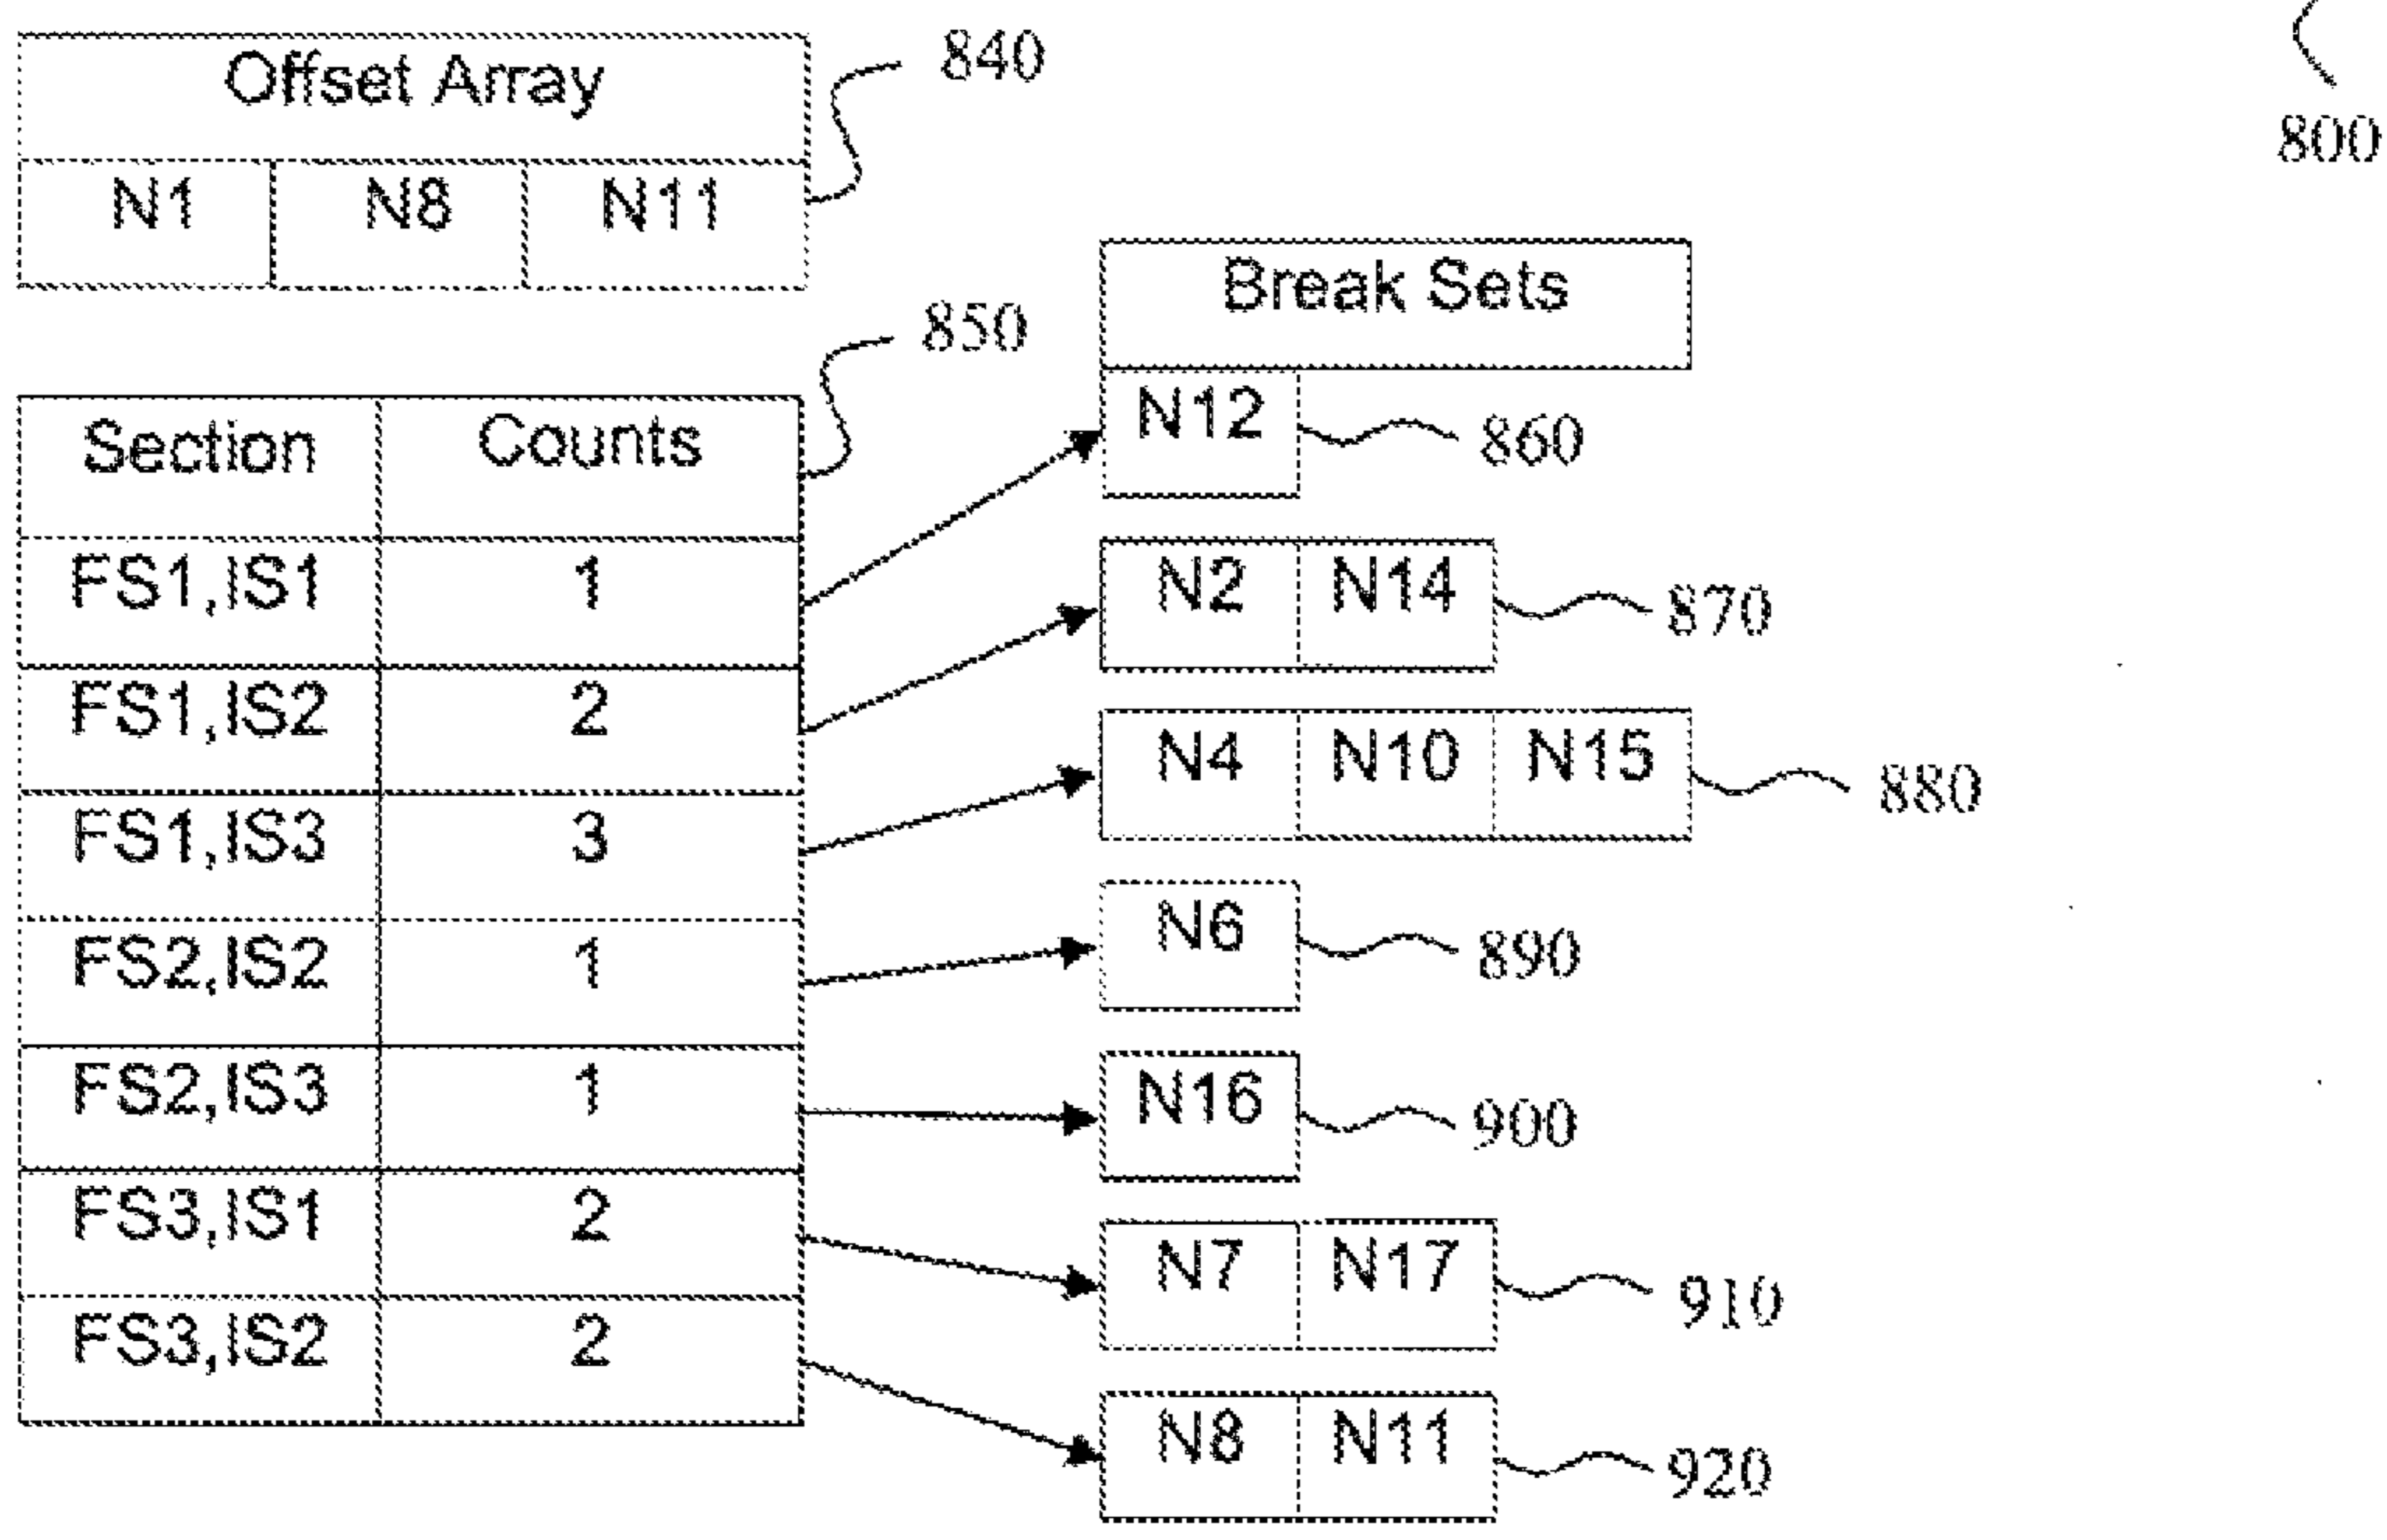 Offset Array
840
N1 N8 N11
800
850
Section Counts
FS1,IS1 1
FS1,IS2 2
FS1,IS3 3
FS2,IS2 1
FS2,IS3 1
FS3,IS1 2
FS3,IS2 2
Break Sets
N12 860
N2 N14 870
N4 N10 N15 880
N6 890
N16 900
N7 N17 910
N8 N11 920